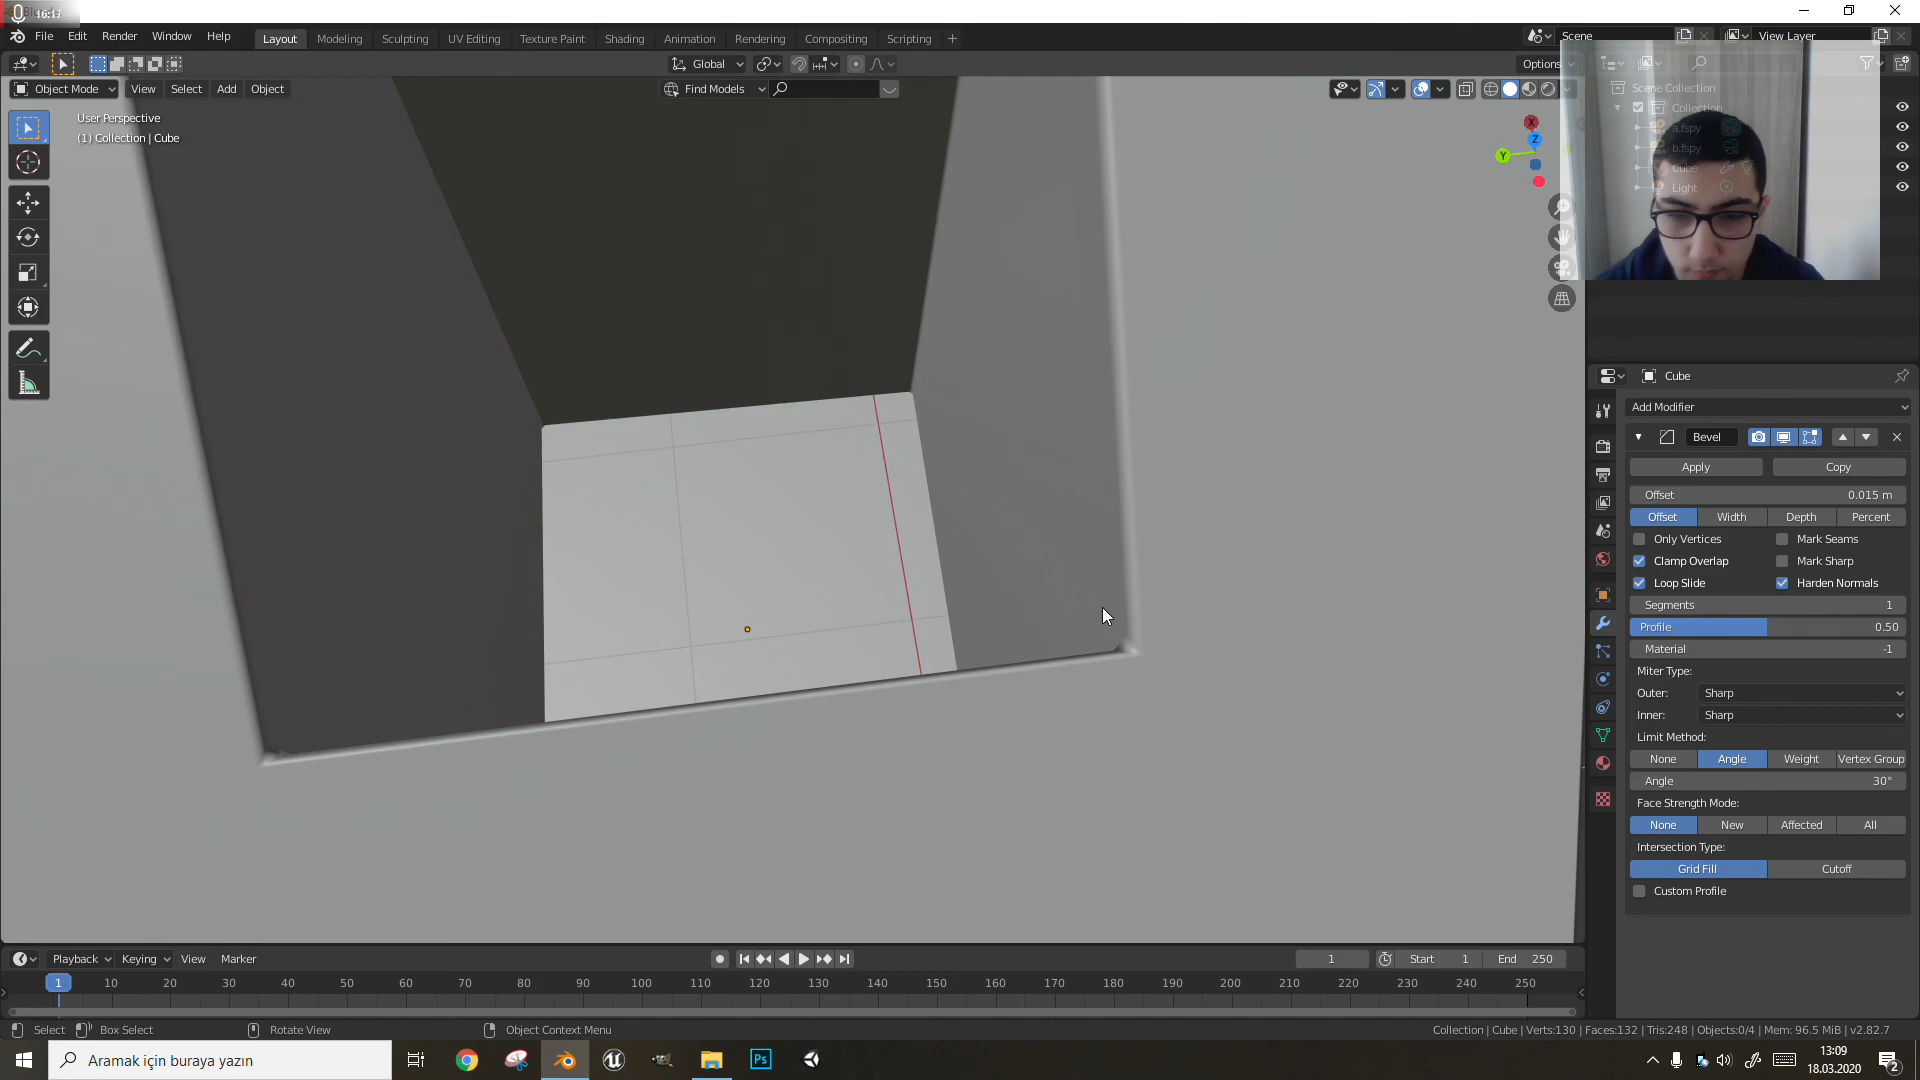 16:17
File Edit Render Window Help
Layout Modeling Sculpting UV Editing Texture Paint Shading Animation Rendering Compositing Scripting +
Scene
View Layer
Global
Options
Object Mode View Select Add Object
Find Models
User Perspective
(1) Collection | Cube
X
Z
Y
Scene Collection
Collection
a.fspy
b.fspy
Cube
Light
Cube
Add Modifier
Bevel
Apply Copy
Offset 0.015 m
Offset Width Depth Percent
Only Vertices Mark Seams
Clamp Overlap Mark Sharp
Loop Slide Harden Normals
Segments 1
Profile 0.50
Material -1
Miter Type:
Outer: Sharp
Inner: Sharp
Limit Method:
None Angle Weight Vertex Group
Angle 30°
Face Strength Mode:
None New Affected All
Intersection Type:
Grid Fill Cutoff
Custom Profile
Playback Keying View Marker
1 Start 1 End 250
1 10 20 30 40 50 60 70 80 90 100 110 120 130 140 150 160 170 180 190 200 210 220 230 240 250
Select Box Select Rotate View Object Context Menu
Collection | Cube | Verts:130 | Faces:132 | Tris:248 | Objects:0/4 | Mem: 96.5 MiB | v2.82.7
Aramak için buraya yazın
Ps
13:09
18.03.2020
2